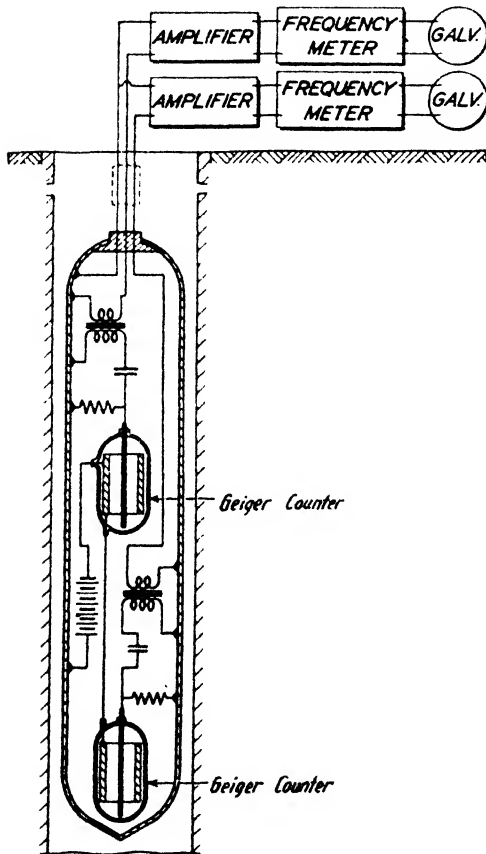 AMPLIFIER
FREQUENCY
METER
GALV.
AMPLIFIER
FREQUENCY
METER
GALV.
Geiger Counter
Geiger Counter